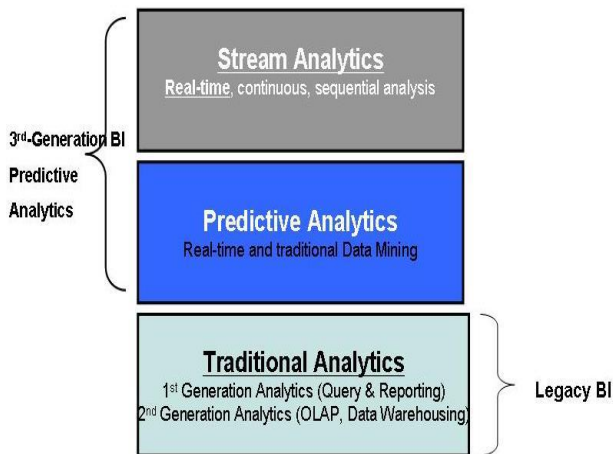 Stream Analytics
Real-time, continuous, sequential analysis
3rd-Generation BI
Predictive
Analytics
Predictive Analytics
Real-time and traditional Data Mining
Traditional Analytics
1st Generation Analytics (Query & Reporting)
2nd Generation Analytics (OLAP, Data Warehousing)
Legacy BI